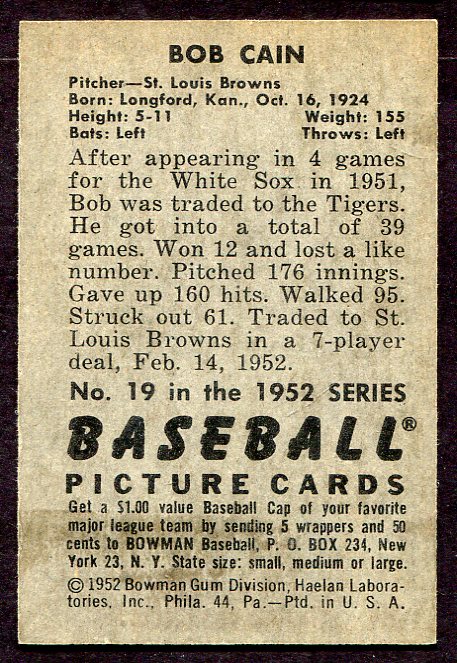 BOB CAIN
Pitcher—St. Louis Browns
Born: Longford, Kan., Oct. 16, 1924
Height: 5-11 Weight: 155
Bats: Left Throws: Left
After appearing in 4 games
for the White Sox in 1951,
Bob was traded to the Tigers.
He got into a total of 39
games. Won 12 and lost a like
number. Pitched 176 innings.
Gave up 160 hits. Walked 95.
Struck out 61. Traded to St.
Louis Browns in a 7-player
deal, Feb. 14, 1952.
No. 19 in the 1952 SERIES
BASEBALL®
PICTURE CARDS
Get a $1.00 value Baseball Cap of your favorite
major league team by sending 5 wrappers and 50
cents to BOWMAN Baseball, P. O. BOX 234, New
York 23, N. Y. State size: small, medium or large.
©1952 Bowman Gum Division, Haelan Labora-
tories, Inc., Phila. 44, Pa.—Ptd. in U. S. A.